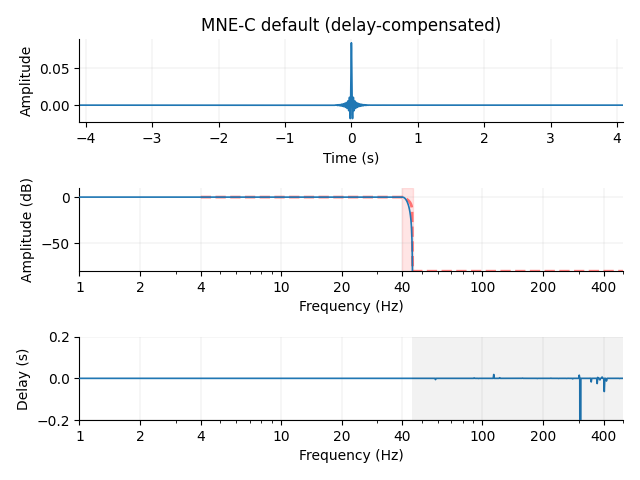 MNE-C default (delay-compensated)
Amplitude
0.05
0.00
−4 −3 −2 −1 0 1 2 3 4
Time (s)
Amplitude (dB)
0
−50
1 2 4 10 20 40 100 200 400
Frequency (Hz)
Delay (s)
0.2
0.0
−0.2
1 2 4 10 20 40 100 200 400
Frequency (Hz)